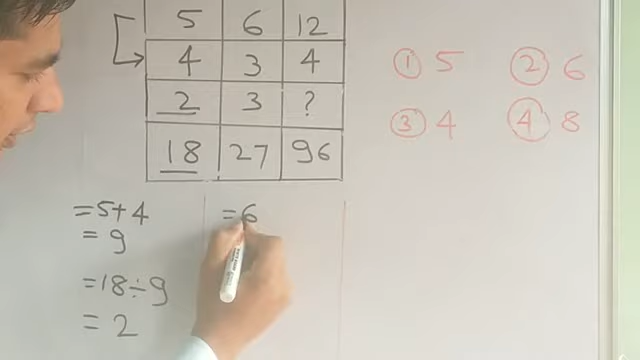 5 6 12
4 3 4
2 3 ?
18 27 96
① 5 ② 6
③ 4 ④ 8
=5+4
=9
=18÷9
=2
=6